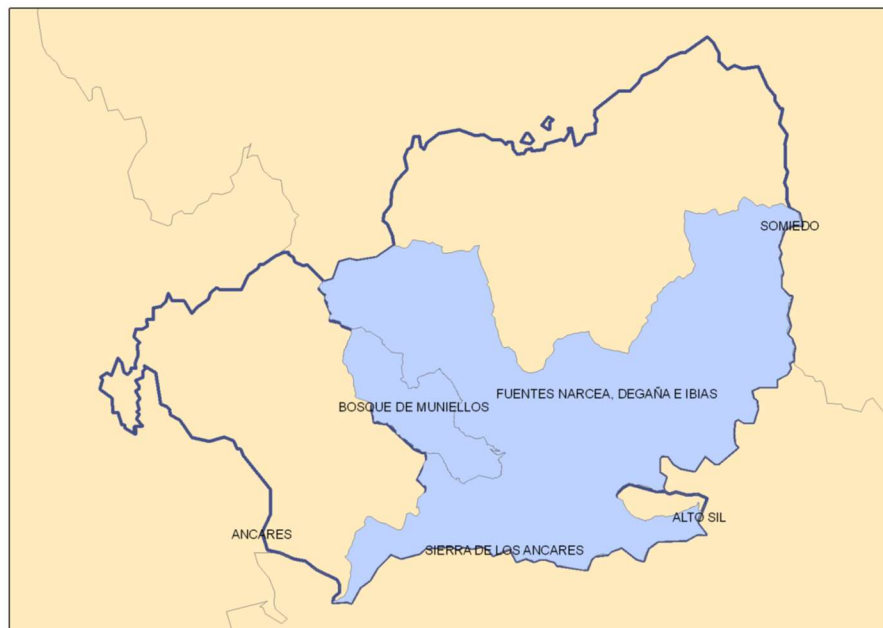 SOMIEDO
FUENTES NARCEA, DEGAÑA E IBIAS
BOSQUE DE MUNIELLOS
ALTO SIL
ANCARES
SIERRA DE LOS ANCARES